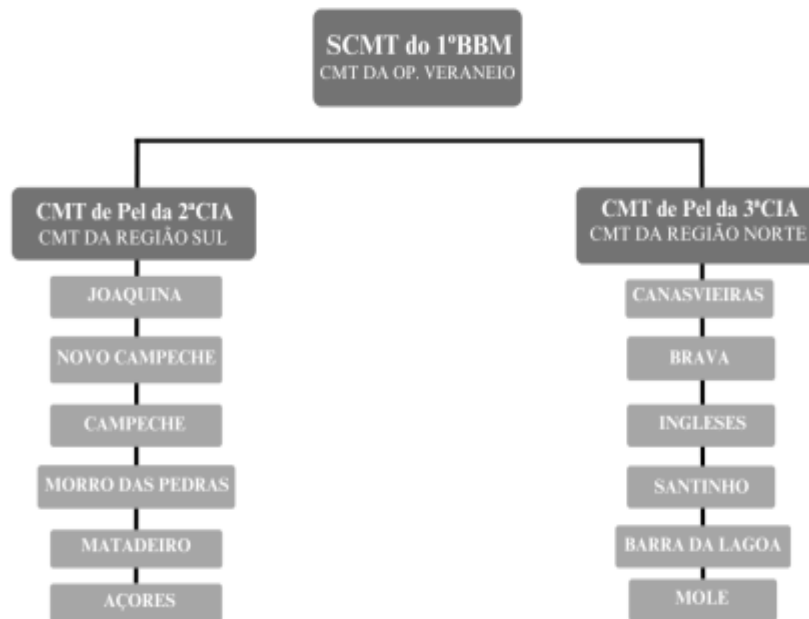 SCMT do 1ºBBM
CMT DA OP. VERANEIO
CMT de Pel da 2ªCIA
CMT DA REGIÃO SUL
JOAQUINA
NOVO CAMPECHE
CAMPECHE
MORRO DAS PEDRAS
MATADEIRO
AÇORES
CMT de Pel da 3ªCIA
CMT DA REGIÃO NORTE
CANASVIEIRAS
BRAVA
INGLESES
SANTINHO
BARRA DA LAGOA
MOLE